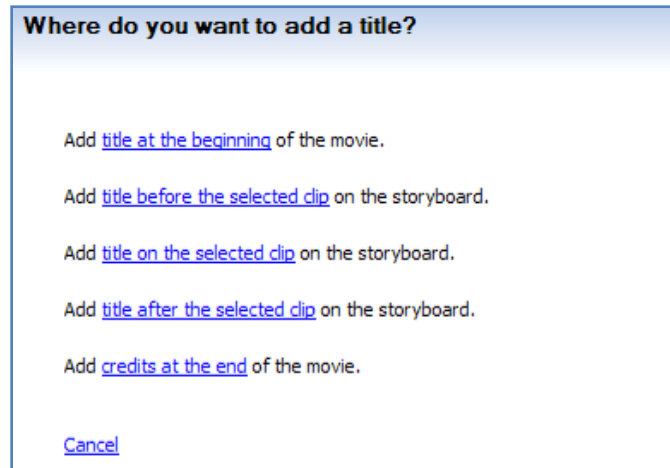 Where do you want to add a title?
Add title at the beginning of the movie.
Add title before the selected clip on the storyboard.
Add title on the selected clip on the storyboard.
Add title after the selected clip on the storyboard.
Add credits at the end of the movie.
Cancel